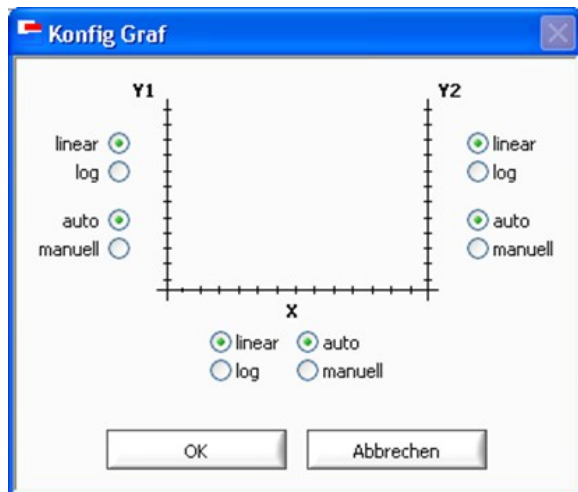 Konfig Graf
Y1 Y2
linear linear
log log
auto auto
manuell manuell
X
linear auto
log manuell
OK Abbrechen